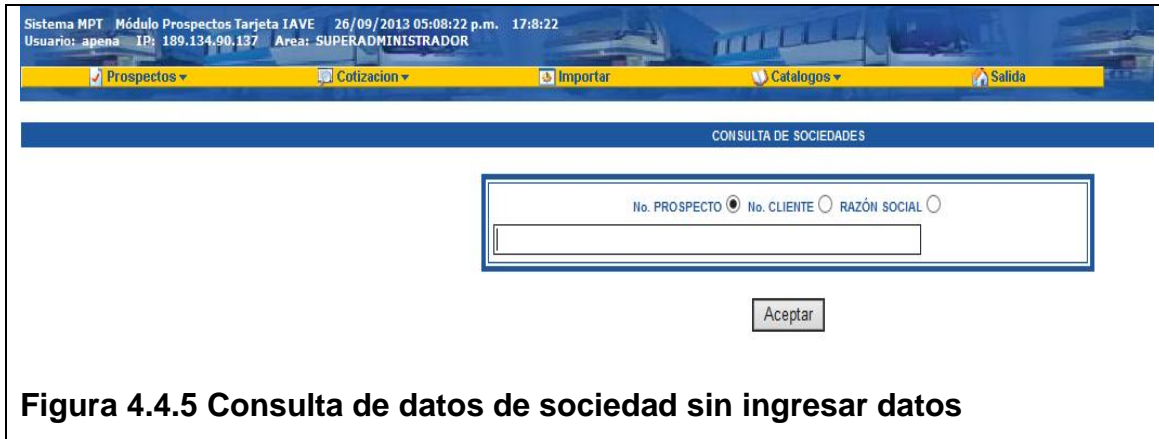 Sistema MPT Módulo Prospectos Tarjeta IAVE 26/09/2013 05:08:22 p.m. 17:8:22
Usuario: apena IP: 189.134.90.137 Area: SUPERADMINISTRADOR
Prospectos Cotizacion Importar Catalogos Salida
CONSULTA DE SOCIEDADES
No. PROSPECTO No. CLIENTE RAZÓN SOCIAL
Aceptar
Figura 4.4.5 Consulta de datos de sociedad sin ingresar datos